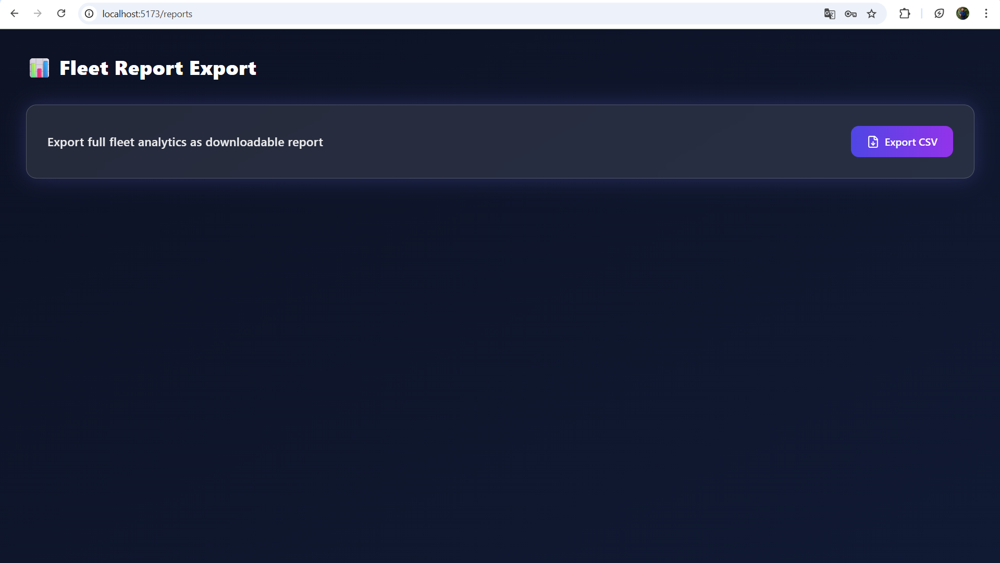 localhost:5173/reports
Fleet Report Export
Export full fleet analytics as downloadable report
Export CSV